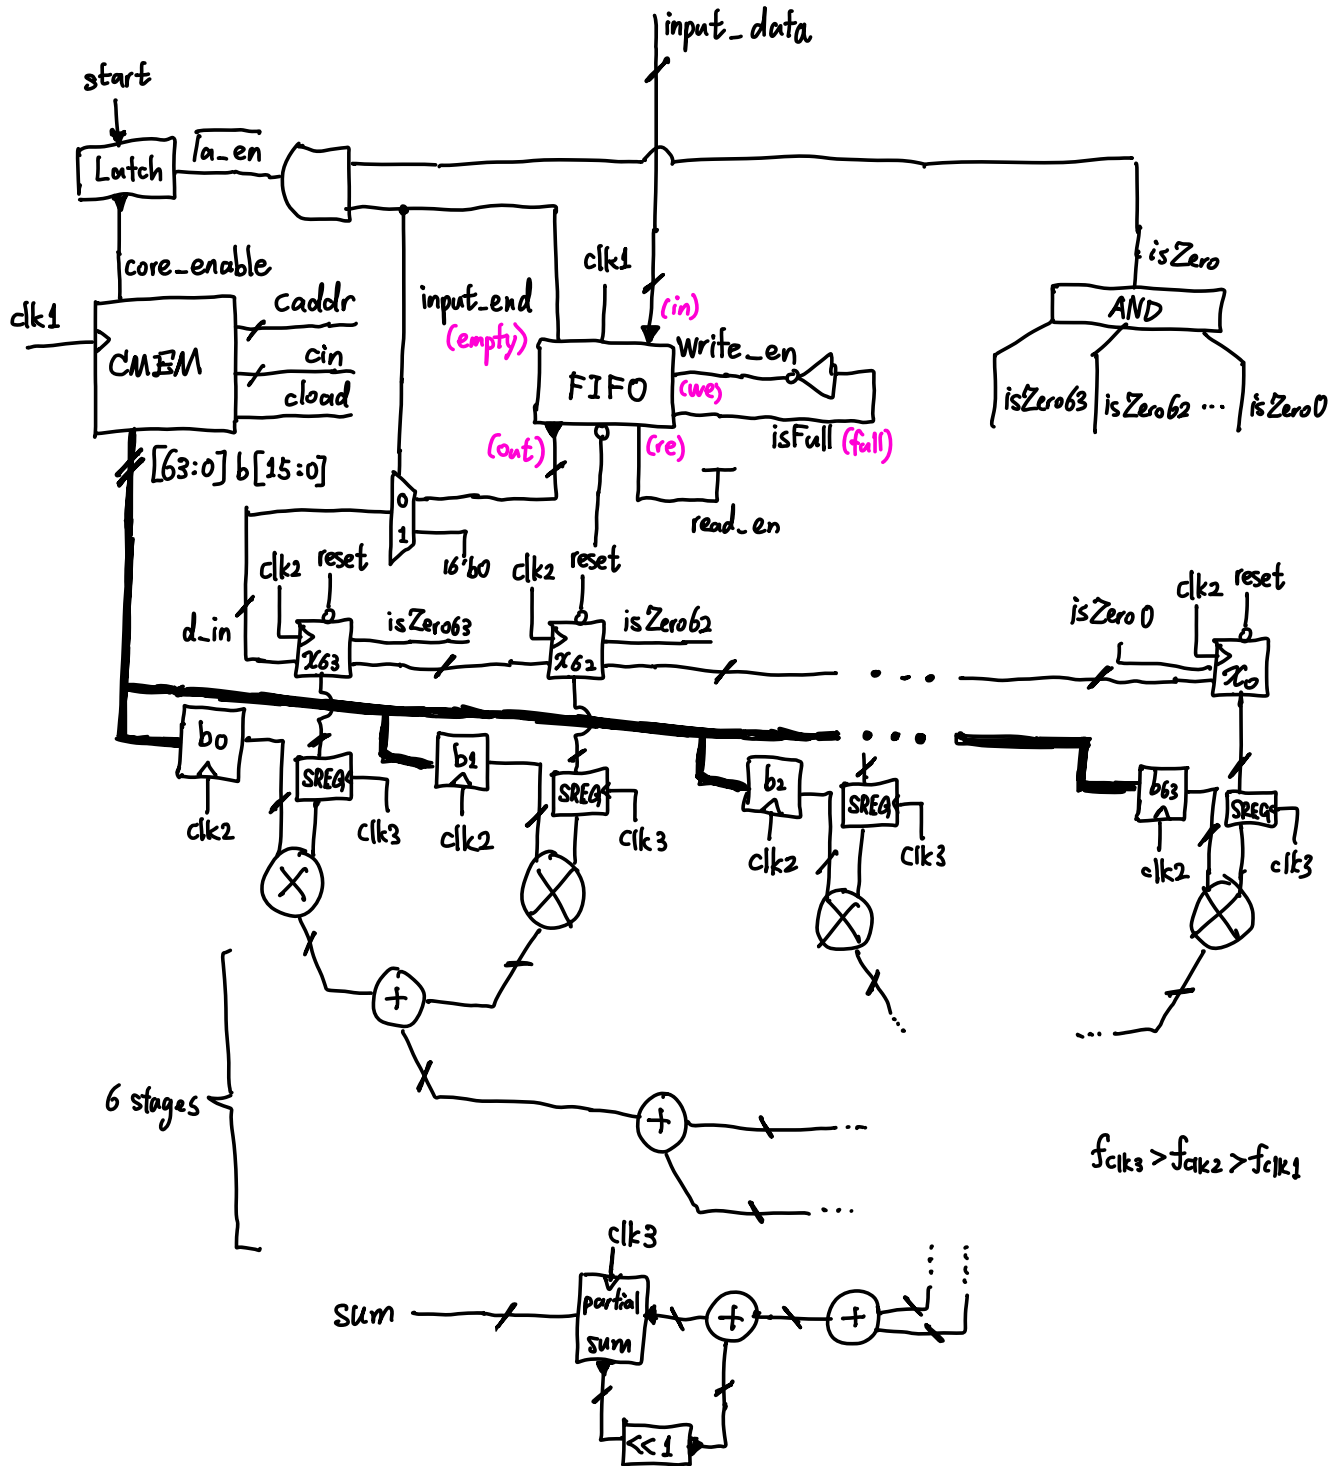 input_data
start
la_en
Latch
core_enable
clk1
isZero
input_end
(in)
caddr
AND
clk1
(empty)
write_en
cin
CMEM
FIFO
(we)
cload
isZero63
isZero62 ...
isZero0
isFull
(full)
(out)
(re)
[63:0] b[15:0]
0
1
read_en
16'b0
clk2
reset
clk2
reset
clk2
reset
isZero0
d_in
isZero63
isZero62
x63
x62
x0
b0
b1
b2
b63
SREG
SREG
SREG
SREG
clk2
clk3
clk2
clk3
clk2
clk3
clk2
clk3
+
6 stages
+
fclk3 > fclk2 > fclk1
clk3
sum
partial
sum
+
+
<<1